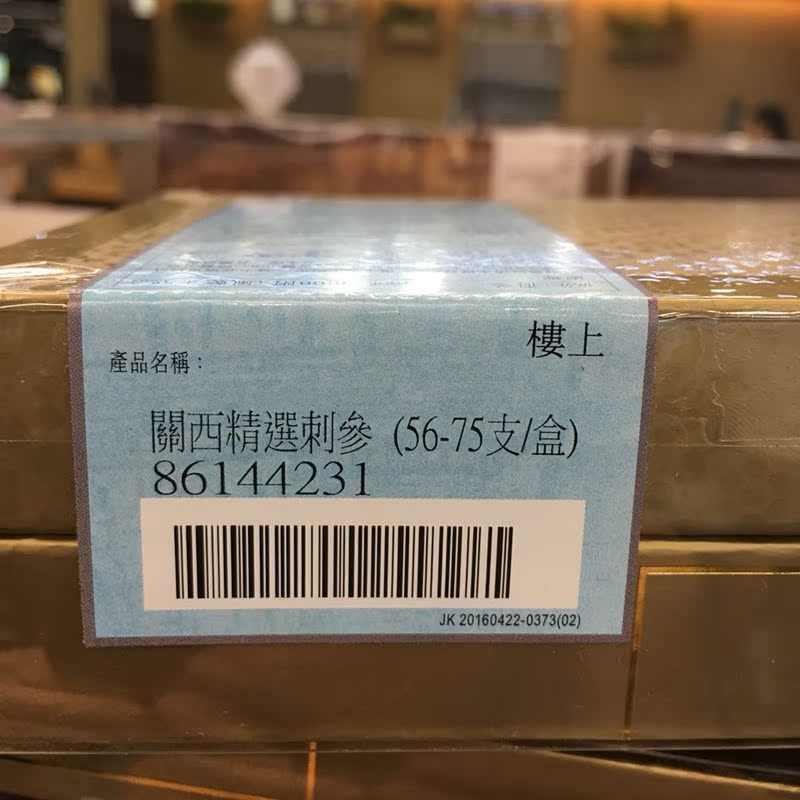 樓上
產品名稱：
關西精選刺參 (56-75支/盒)
86144231
JK 20160422-0373(02)